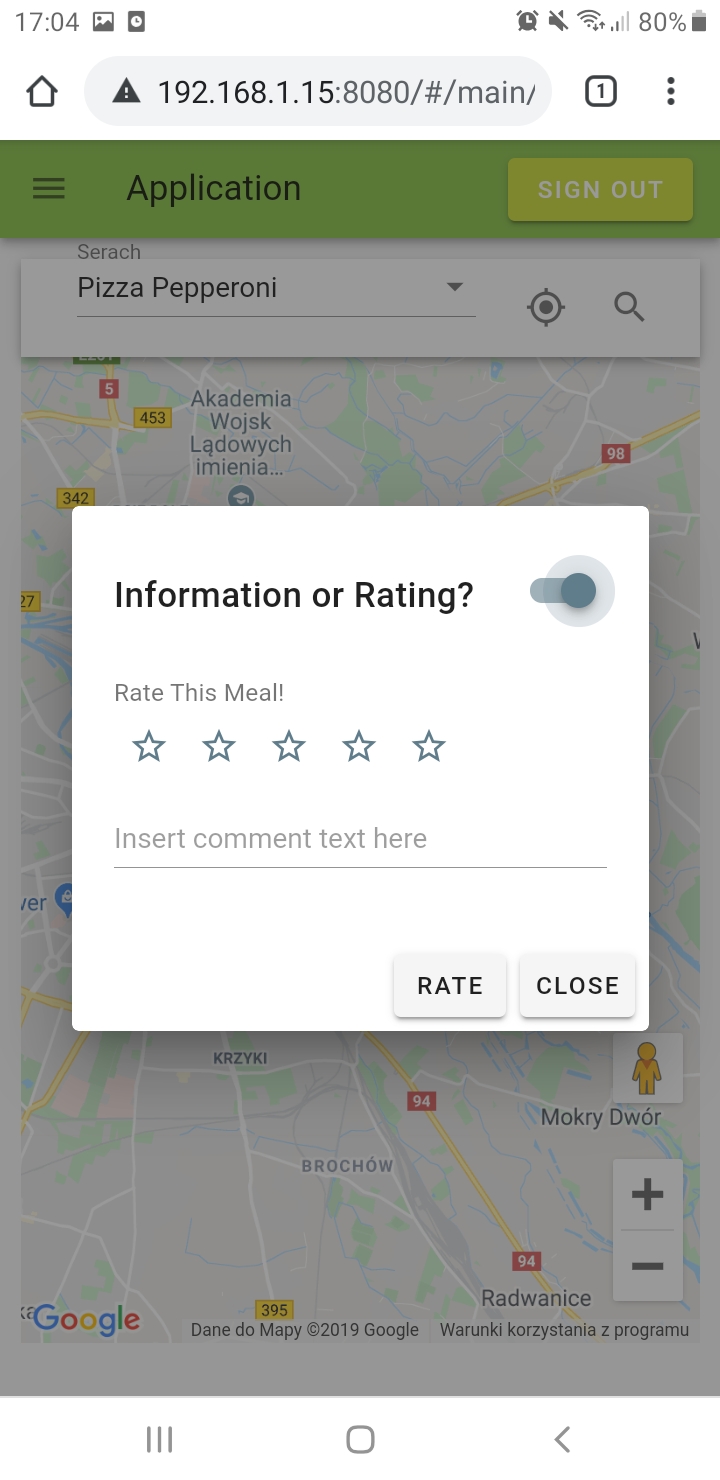 17:04
80%
192.168.1.15:8080/#/main/
1
Application
SIGN OUT
Serach
Pizza Pepperoni
5
453
Akademia
Wojsk
Lądowych
imienia...
98
342
27
Information or Rating?
Rate This Meal!
Insert comment text here
ver
RATE
CLOSE
KRZYKI
94
Mokry Dwór
BROCHÓW
94
Radwanice
395
Google
Dane do Mapy ©2019 Google
Warunki korzystania z programu